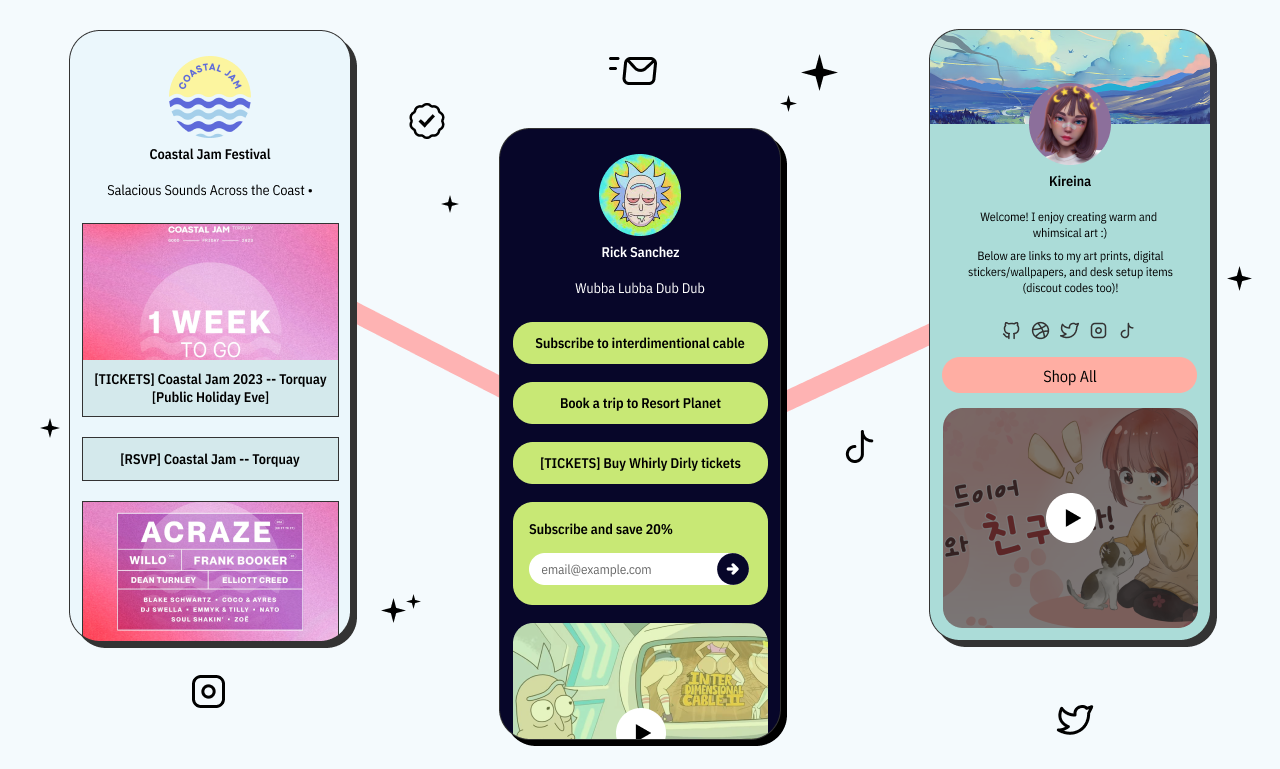 COASTAL JAM
Coastal Jam Festival
Salacious Sounds Across the Coast •
COASTAL JAM TORQUAY
GOOD FRIDAY 2023
1 WEEK
TO GO
[TICKETS] Coastal Jam 2023 -- Torquay
[Public Holiday Eve]
[RSVP] Coastal Jam -- Torquay
ACRAZE
WILLO
FRANK BOOKER
DEAN TURNLEY
ELLIOTT CREED
BLAKE SCHWARTZ • COCO & AYRES
DJ SWELLA • EMMYK & TILLY • NATO
SOUL SHAKIN' • ZOË
Rick Sanchez
Wubba Lubba Dub Dub
Subscribe to interdimentional cable
Book a trip to Resort Planet
[TICKETS] Buy Whirly Dirly tickets
Subscribe and save 20%
email@example.com
INTER
DIMENSIONAL
CABLE II
Kireina
Welcome! I enjoy creating warm and
whimsical art :)
Below are links to my art prints, digital
stickers/wallpapers, and desk setup items
(discout codes too)!
Shop All
드이어
와 친구
!